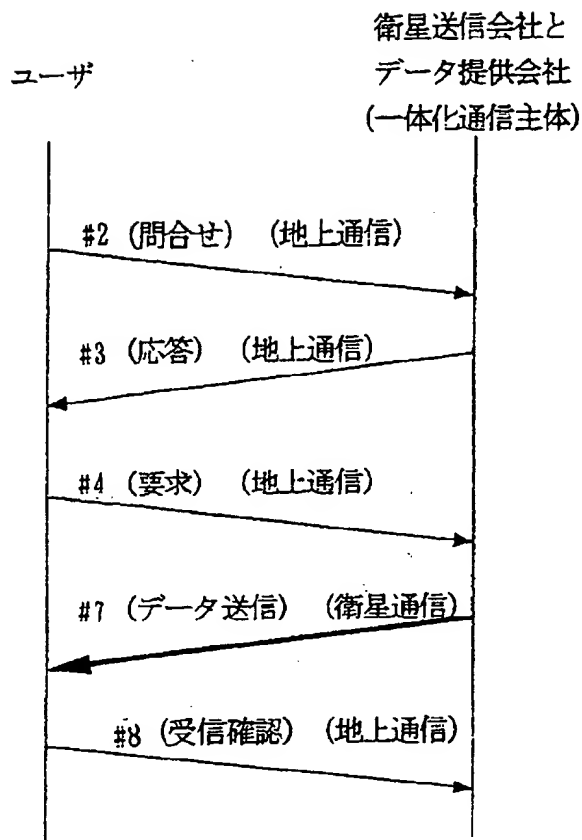 ユーザ
衛星送信会社と
データ提供会社
(一体化通信主体)
#2 (問合せ) (地上通信)
#3 (応答) (地上通信)
#4 (要求) (地上通信)
#7 (データ送信) (衛星通信)
#8 (受信確認) (地上通信)